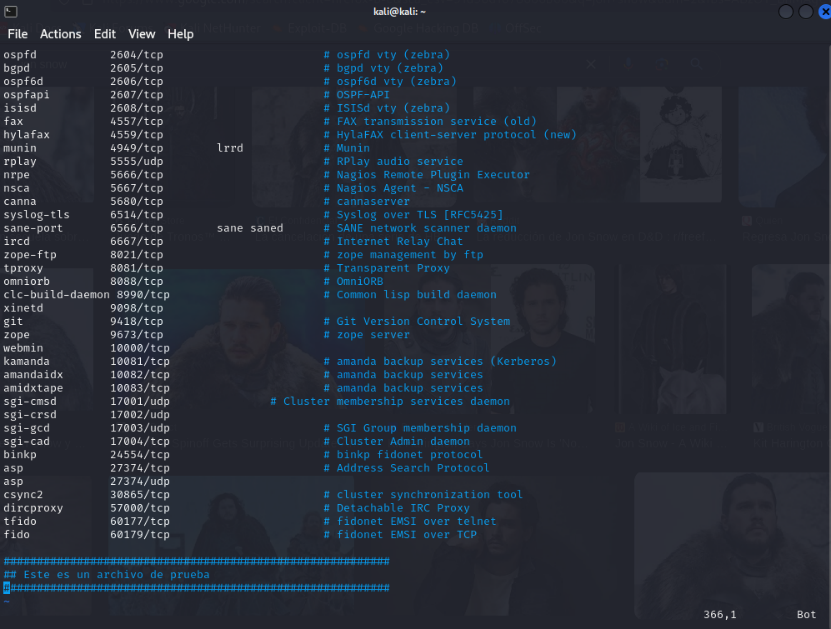 kali@kali: ~
File Actions Edit View Help
ospfd 2604/tcp # ospfd vty (zebra)
bgpd 2605/tcp # bgpd vty (zebra)
ospf6d 2606/tcp # ospf6d vty (zebra)
ospfapi 2607/tcp # OSPF-API
isisd 2608/tcp # ISISd vty (zebra)
fax 4557/tcp # FAX transmission service (old)
hylafax 4559/tcp # HylaFAX client-server protocol (new)
munin 4949/tcp lrrd # Munin
rplay 5555/udp # RPlay audio service
nrpe 5666/tcp # Nagios Remote Plugin Executor
nsca 5667/tcp # Nagios Agent - NSCA
canna 5680/tcp # cannaserver
syslog-tls 6514/tcp # Syslog over TLS [RFC5425]
sane-port 6566/tcp sane saned # SANE network scanner daemon
ircd 6667/tcp # Internet Relay Chat
zope-ftp 8021/tcp # zope management by ftp
tproxy 8081/tcp # Transparent Proxy
omniorb 8088/tcp # OmniORB
clc-build-daemon 8990/tcp # Common lisp build daemon
xinetd 9098/tcp
git 9418/tcp # Git Version Control System
zope 9673/tcp # zope server
webmin 10000/tcp
kamanda 10081/tcp # amanda backup services (Kerberos)
amandaidx 10082/tcp # amanda backup services
amidxtape 10083/tcp # amanda backup services
sgi-cmsd 17001/udp # Cluster membership services daemon
sgi-crsd 17002/udp
sgi-gcd 17003/udp # SGI Group membership daemon
sgi-cad 17004/tcp # Cluster Admin daemon
binkp 24554/tcp # binkp fidonet protocol
asp 27374/tcp # Address Search Protocol
asp 27374/udp
csync2 30865/tcp # cluster synchronization tool
dircproxy 57000/tcp # Detachable IRC Proxy
tfido 60177/tcp # fidonet EMSI over telnet
fido 60179/tcp # fidonet EMSI over TCP
##########################################################
## Este es un archivo de prueba
##########################################################
~
366,1 Bot